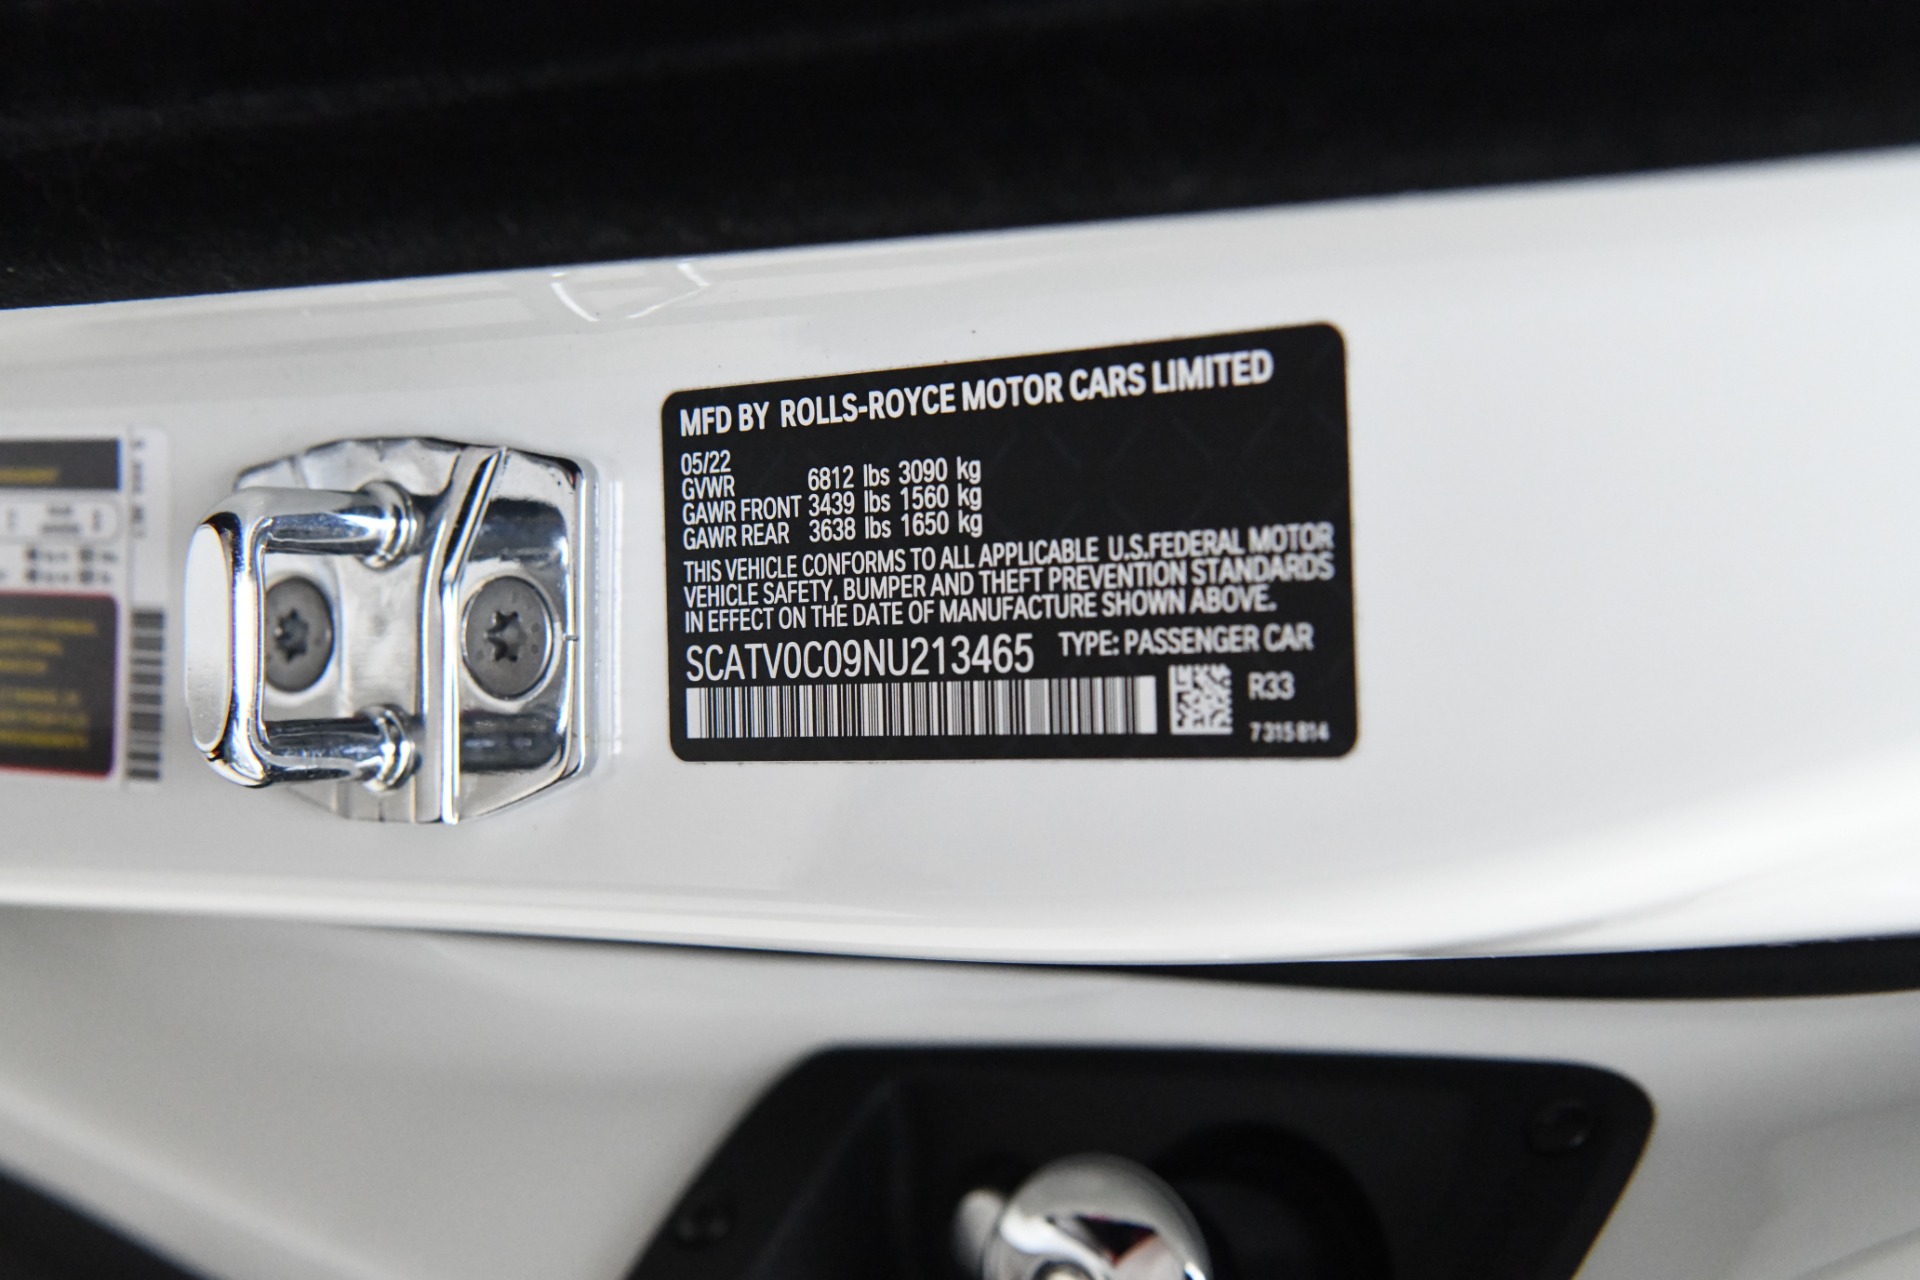 MFD BY ROLLS-ROYCE MOTOR CARS LIMITED
05/22
GVWR 6812 lbs 3090 kg
GAWR FRONT 3439 lbs 1560 kg
GAWR REAR 3638 lbs 1650 kg
THIS VEHICLE CONFORMS TO ALL APPLICABLE U.S.FEDERAL MOTOR
VEHICLE SAFETY, BUMPER AND THEFT PREVENTION STANDARDS
IN EFFECT ON THE DATE OF MANUFACTURE SHOWN ABOVE.
SCATV0C09NU213465 TYPE: PASSENGER CAR
R33
7 315 814